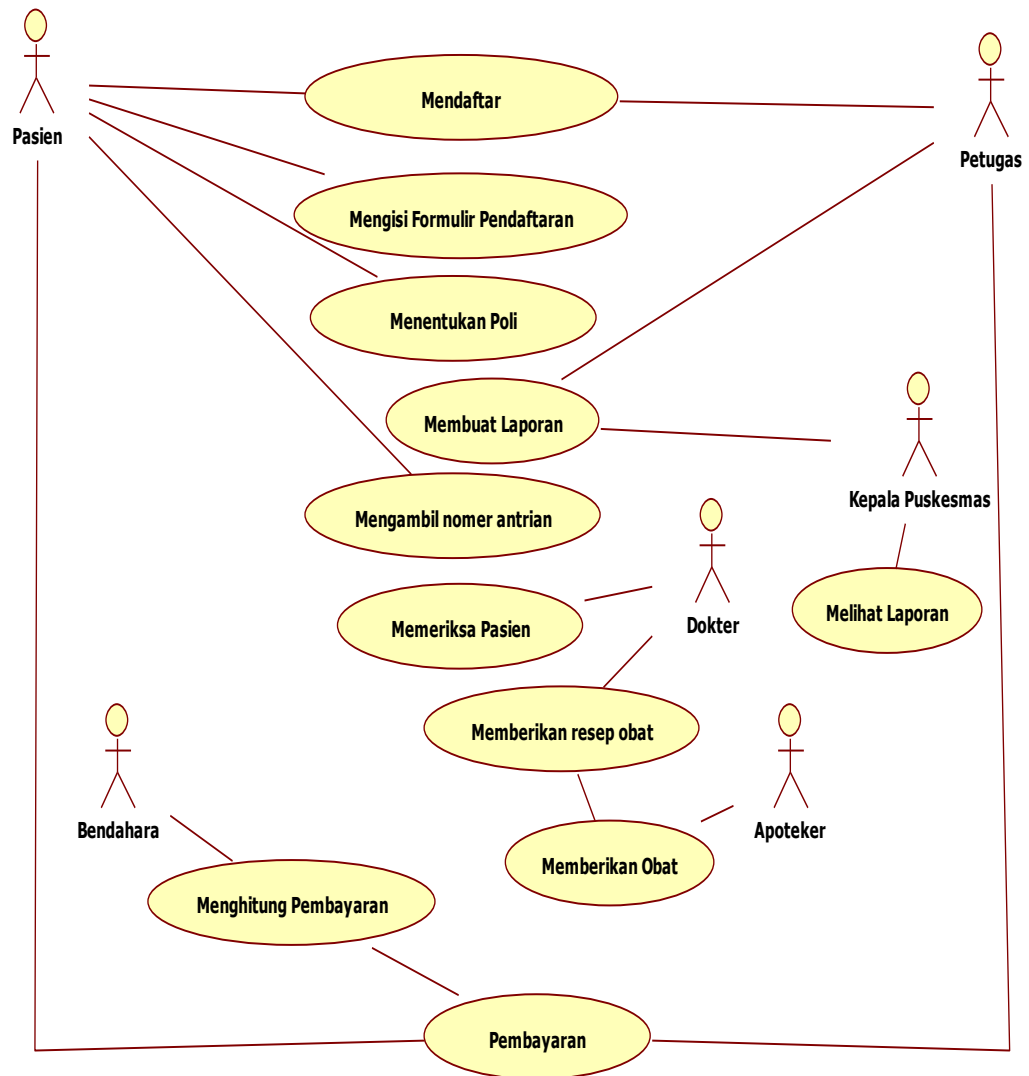 Pasien
Mendaftar
Petugas
Mengisi Formulir Pendaftaran
Menentukan Poli
Membuat Laporan
Kepala Puskesmas
Mengambil nomer antrian
Memeriksa Pasien
Dokter
Melihat Laporan
Memberikan resep obat
Bendahara
Apoteker
Memberikan Obat
Menghitung Pembayaran
Pembayaran